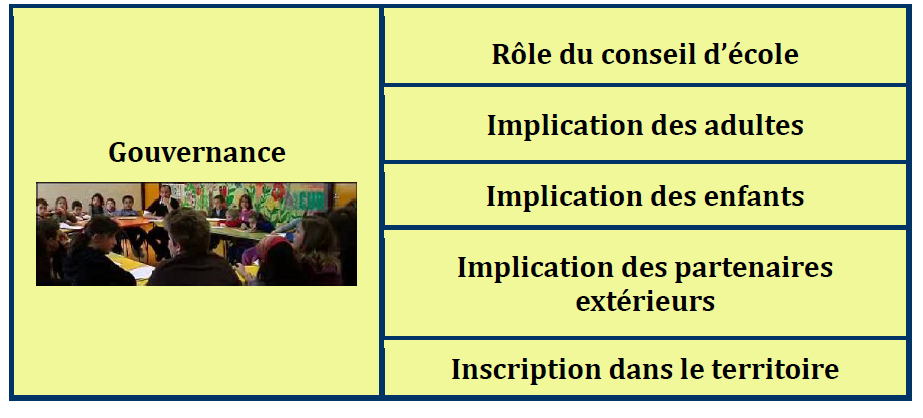 Gouvernance
Rôle du conseil d’école
Implication des adultes
Implication des enfants
Implication des partenaires
extérieurs
Inscription dans le territoire